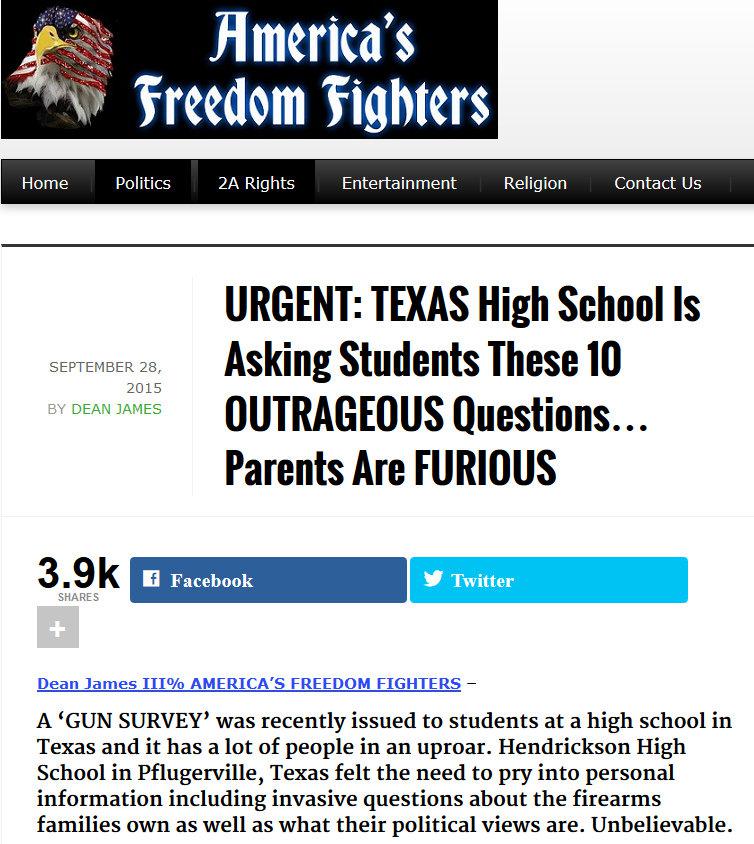 America's
Freedom Fighters
Home Politics 2A Rights Entertainment Religion Contact Us
SEPTEMBER 28,
2015
BY DEAN JAMES
URGENT: TEXAS High School Is
Asking Students These 10
OUTRAGEOUS Questions...
Parents Are FURIOUS
3.9k
SHARES
Facebook
Twitter
+
Dean James III% AMERICA'S FREEDOM FIGHTERS –
A ‘GUN SURVEY’ was recently issued to students at a high school in
Texas and it has a lot of people in an uproar. Hendrickson High
School in Pflugerville, Texas felt the need to pry into personal
information including invasive questions about the firearms
families own as well as what their political views are. Unbelievable.